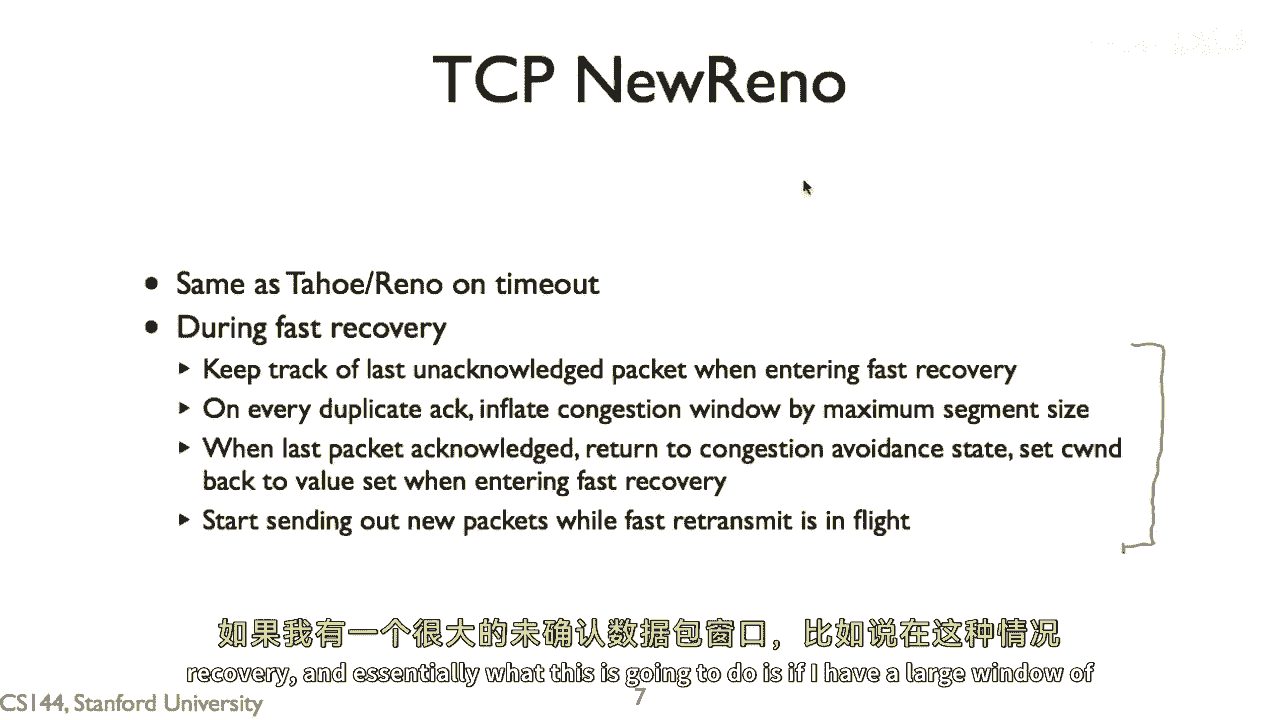 TCP NewReno
• Same as Tahoe/Reno on timeout
• During fast recovery
▸ Keep track of last unacknowledged packet when entering fast recovery
▸ On every duplicate ack, inflate congestion window by maximum segment size
▸ When last packet acknowledged, return to congestion avoidance state, set cwnd
back to value set when entering fast recovery
▸ Start sending out new packets while fast retransmit is in flight
如果我有一个很大的未确认数据包窗口，比如说在这种情况
recovery, and essentially what this is going to do is if I have a large window of
CS144, Stanford University
7